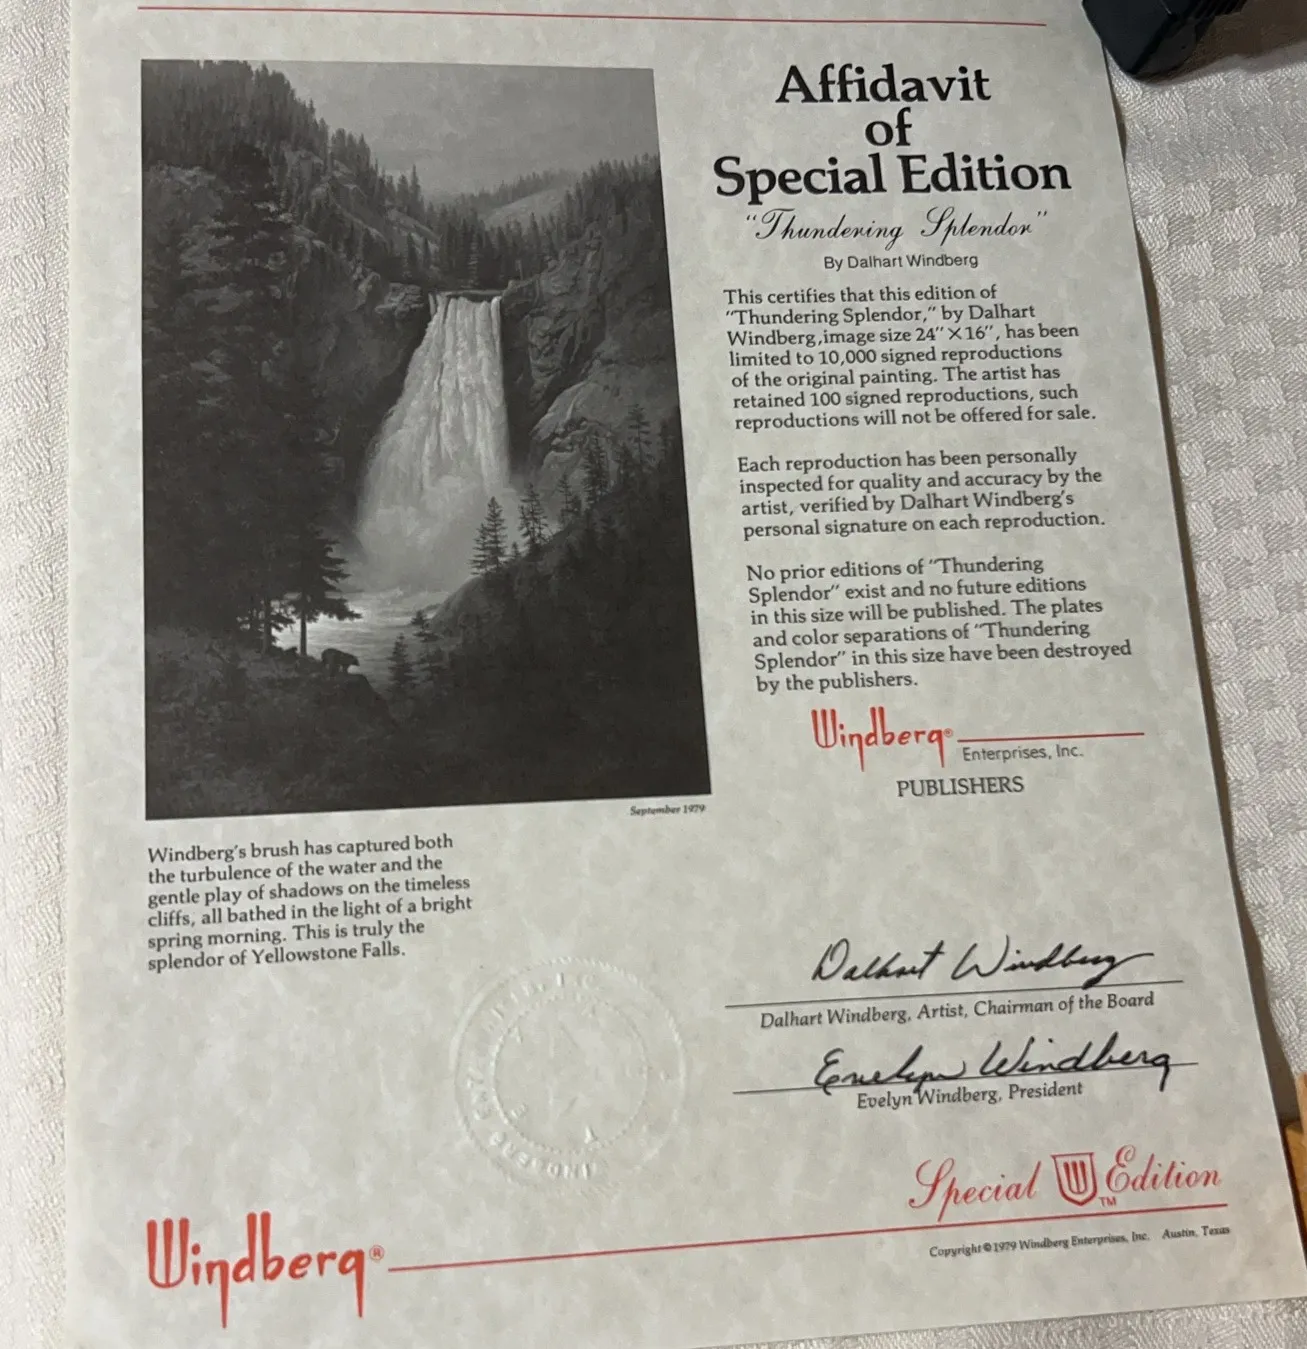 Affidavit
of
Special Edition
"Thundering Splendor"
By Dalhart Windberg
This certifies that this edition of
"Thundering Splendor," by Dalhart
Windberg, image size 24" X 16", has been
limited to 10,000 signed reproductions
of the original painting. The artist has
retained 100 signed reproductions, such
reproductions will not be offered for sale.
Each reproduction has been personally
inspected for quality and accuracy by the
artist, verified by Dalhart Windberg's
personal signature on each reproduction.
No prior editions of "Thundering
Splendor" exist and no future editions
in this size will be published. The plates
and color separations of "Thundering
Splendor" in this size have been destroyed
by the publishers.
Windberg®
Enterprises, Inc.
PUBLISHERS
September 1979
Windberg's brush has captured both
the turbulence of the water and the
gentle play of shadows on the timeless
cliffs, all bathed in the light of a bright
spring morning. This is truly the
splendor of Yellowstone Falls.
Dalhart Windberg
Dalhart Windberg, Artist, Chairman of the Board
Evelyn Windberg
Evelyn Windberg, President
Special W Edition
TM
Windberg®
Copyright © 1979 Windberg Enterprises, Inc. Austin, Texas